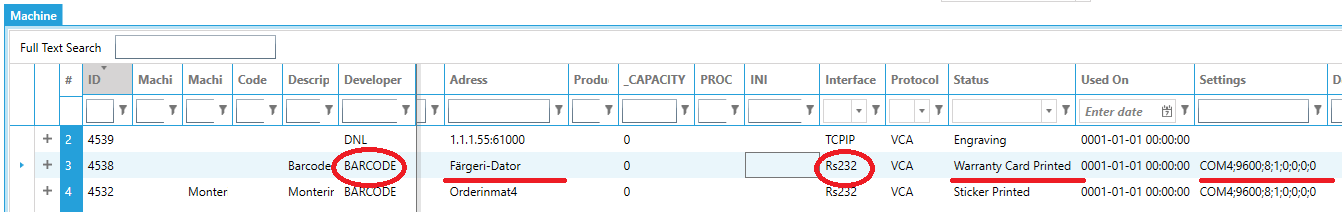 Machine
Full Text Search
# ID Machi Machi Code Descrip Developer Adress Produ _CAPACITY PROC INI Interface Protocol Status Used On Settings D
Enter date
2 4539 DNL 1.1.1.55:61000 0 TCPIP VCA Engraving 0001-01-01 00:00:00
3 4538 Barcode BARCODE Färgeri-Dator 0 Rs232 VCA Warranty Card Printed 0001-01-01 00:00:00 COM4;9600;8;1;0;0;0;0
4 4532 Monter Monterir BARCODE Orderinmat4 0 Rs232 VCA Sticker Printed 0001-01-01 00:00:00 COM4;9600;8;1;0;0;0;0